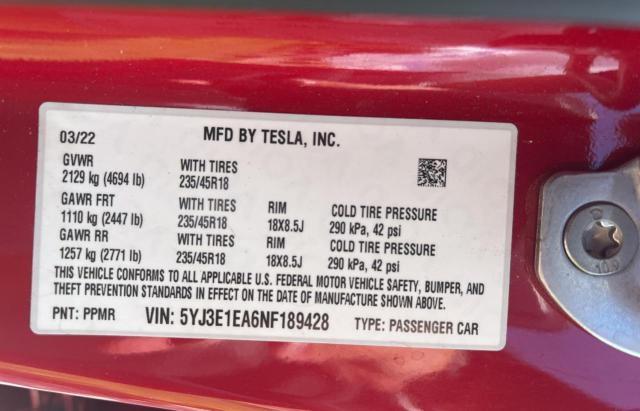 03/22 MFD BY TESLA, INC.
GVWR WITH TIRES
2129 kg (4694 lb) 235/45R18
GAWR FRT WITH TIRES RIM COLD TIRE PRESSURE
1110 kg (2447 lb) 235/45R18 18X8.5J 290 kPa, 42 psi
GAWR RR WITH TIRES RIM COLD TIRE PRESSURE
1257 kg (2771 lb) 235/45R18 18X8.5J 290 kPa, 42 psi
THIS VEHICLE CONFORMS TO ALL APPLICABLE U.S. FEDERAL MOTOR VEHICLE SAFETY, BUMPER, AND
THEFT PREVENTION STANDARDS IN EFFECT ON THE DATE OF MANUFACTURE SHOWN ABOVE.
PNT: PPMR VIN: 5YJ3E1EA6NF189428 TYPE: PASSENGER CAR